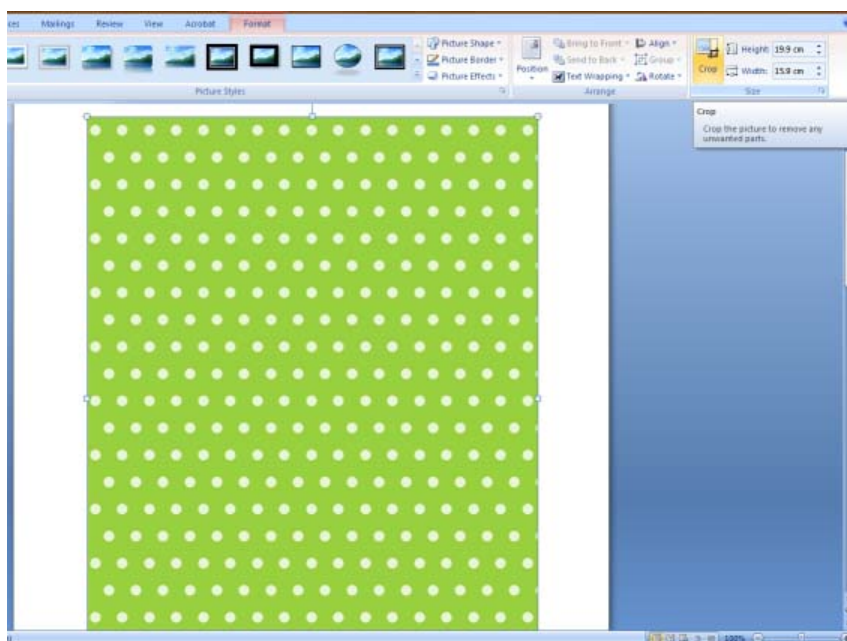 Mailings Review View Acrobat Format
Picture Shape
Picture Border
Picture Effects
Picture Styles
Position
Bring to Front
Send to Back
Text Wrapping
Align
Group
Rotate
Arrange
Crop
Height: 19.9 cm
Width: 15.9 cm
Size
Crop
Crop the picture to remove any
unwanted parts.
100%